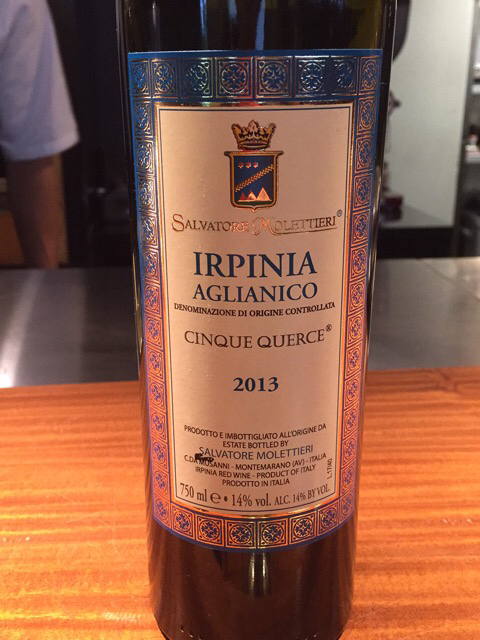 SALVATORE MOLETTIERI®
IRPINIA
AGLIANICO
DENOMINAZIONE DI ORIGINE CONTROLLATA
CINQUE QUERCE®
2013
PRODOTTO E IMBOTTIGLIATO ALL'ORIGINE DA
ESTATE BOTTLED BY
SALVATORE MOLETTIERI
C.DA MUSANNI - MONTEMARANO (AV) - ITALIA
IRPINIA RED WINE - PRODUCT OF ITALY
PRODOTTO IN ITALIA
750 ml e • 14% vol. ALC. 14% BY VOL.
L.17/40